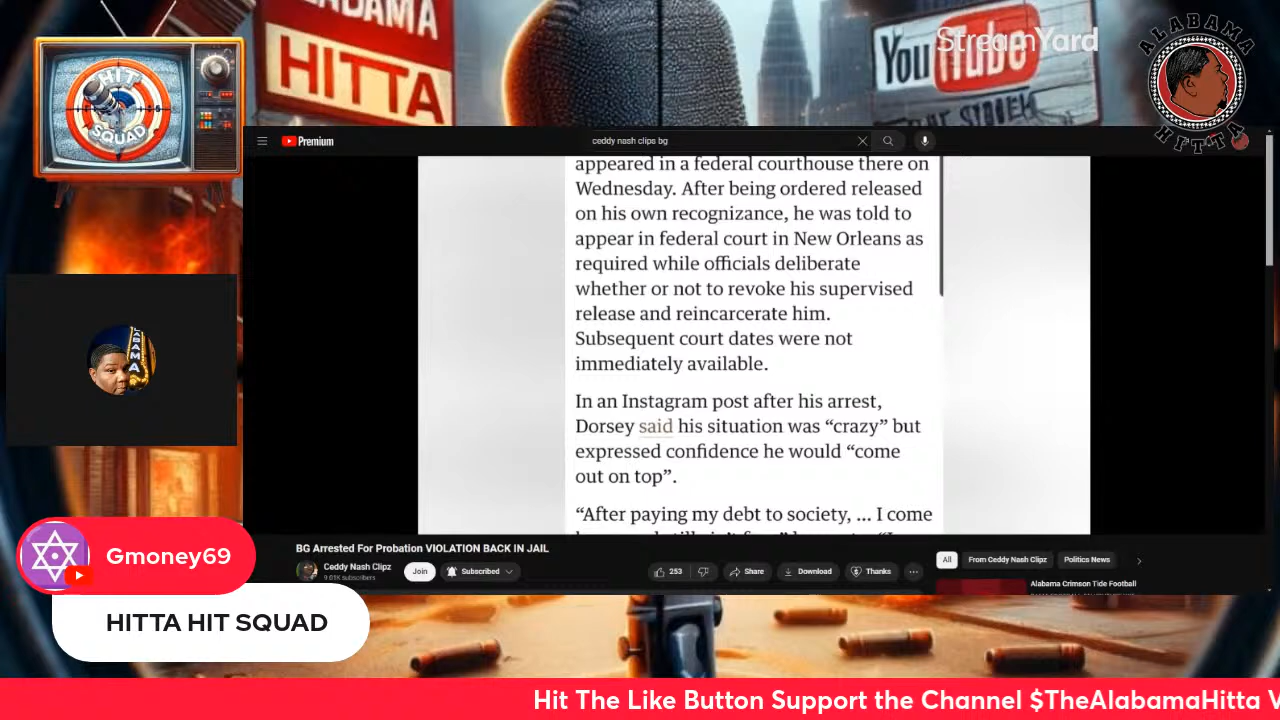 ALABAMA
HITTA
YouTube
StreamYard
ALABAMA
HITTA
HIT
SQUAD
Premium
ceddy nash clips bg
appeared in a federal courthouse there on
Wednesday. After being ordered released
on his own recognizance, he was told to
appear in federal court in New Orleans as
required while officials deliberate
whether or not to revoke his supervised
release and reincarcerate him.
Subsequent court dates were not
immediately available.
In an Instagram post after his arrest,
Dorsey said his situation was “crazy” but
expressed confidence he would “come
out on top”.
“After paying my debt to society, ... I come
BG Arrested For Probation VIOLATION BACK IN JAIL
Ceddy Nash Clipz
subscribers
Join
Subscribed
253
Share
Download
Thanks
All
From Ceddy Nash Clipz
Politics News
Alabama Crimson Tide Football
Gmoney69
HITTA HIT SQUAD
Hit The Like Button Support the Channel $TheAlabamaHitta V